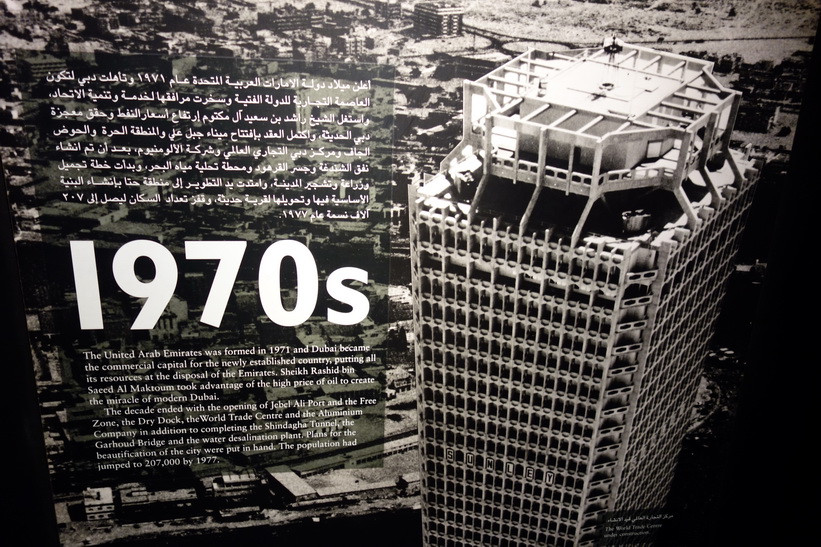 أعلن ميلاد دولة الامارات العربية المتحدة عام ١٩٧١ وتأهلت دبي لتكون
العاصمة التجارية للدولة الفتية وسخرت مرافقها لخدمة وتنمية الاتحاد،
واستغل الشيخ راشد بن سعيد آل مكتوم إرتفاع أسعار النفط وحقق معجزة
دبي الحديثة، وأكتمل العقد بإفتتاح ميناء جبل علي والمنطقة الحرة والحوض
الجاف ومركز دبي التجاري العالمي وشركة الألومنيوم، بعد أن تم انشاء
نفق الشندغة وجسر القرهود ومحطة تحلية مياه البحر، وبدأت خطة تجميل
وزراعة وتشجير المدينة، وامتدت يد التطوير إلى منطقة حتا بإنشاء البنية
الأساسية فيها وتحويلها لقرية حديثة، وقفز تعداد السكان ليصل إلى ٢٠٧
آلاف نسمة عام ١٩٧٧.
1970s
The United Arab Emirates was formed in 1971 and Dubai became
the commercial capital for the newly established country, putting all
its resources at the disposal of the Emirates. Sheikh Rashid bin
Saeed Al Maktoum took advantage of the high price of oil to create
the miracle of modern Dubai.
The decade ended with the opening of Jebel Ali Port and the Free
Zone, the Dry Dock, theWorld Trade Centre and the Aluminium
Company in addition to completing the Shindagha Tunnel, the
Garhoud Bridge and the water desalination plant. Plans for the
beautification of the city were put in hand. The population had
jumped to 207,000 by 1977.
SUNLEY
مركز التجارة العالمي قيد الانشاء
The World Trade Centre
under construction